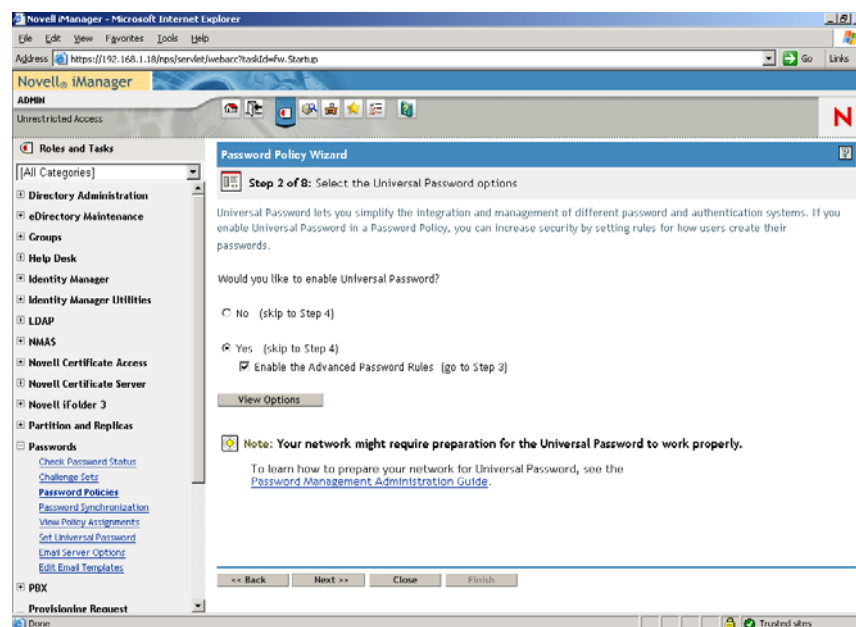 Novell iManager - Microsoft Internet Explorer
File Edit View Favorites Tools Help
Address https://192.168.1.18/nps/servlet/webacc?taskId=fw.Startup Go Links
Novell® iManager
ADMIN
Unrestricted Access
N
Roles and Tasks
[All Categories]
Directory Administration
eDirectory Maintenance
Groups
Help Desk
Identity Manager
Identity Manager Utilities
LDAP
NMAS
Novell Certificate Access
Novell Certificate Server
Novell iFolder 3
Partition and Replicas
Passwords
Check Password Status
Challenge Sets
Password Policies
Password Synchronization
View Policy Assignments
Set Universal Password
Email Server Options
Edit Email Templates
PBX
Provisioning Request
Password Policy Wizard
?
Step 2 of 8: Select the Universal Password options
Universal Password lets you simplify the integration and management of different password and authentication systems. If you
enable Universal Password in a Password Policy, you can increase security by setting rules for how users create their
passwords.
Would you like to enable Universal Password?
No (skip to Step 4)
Yes (skip to Step 4)
Enable the Advanced Password Rules (go to Step 3)
View Options
Note: Your network might require preparation for the Universal Password to work properly.
To learn how to prepare your network for Universal Password, see the
Password Management Administration Guide.
<< Back Next >> Close Finish
Done Trusted sites